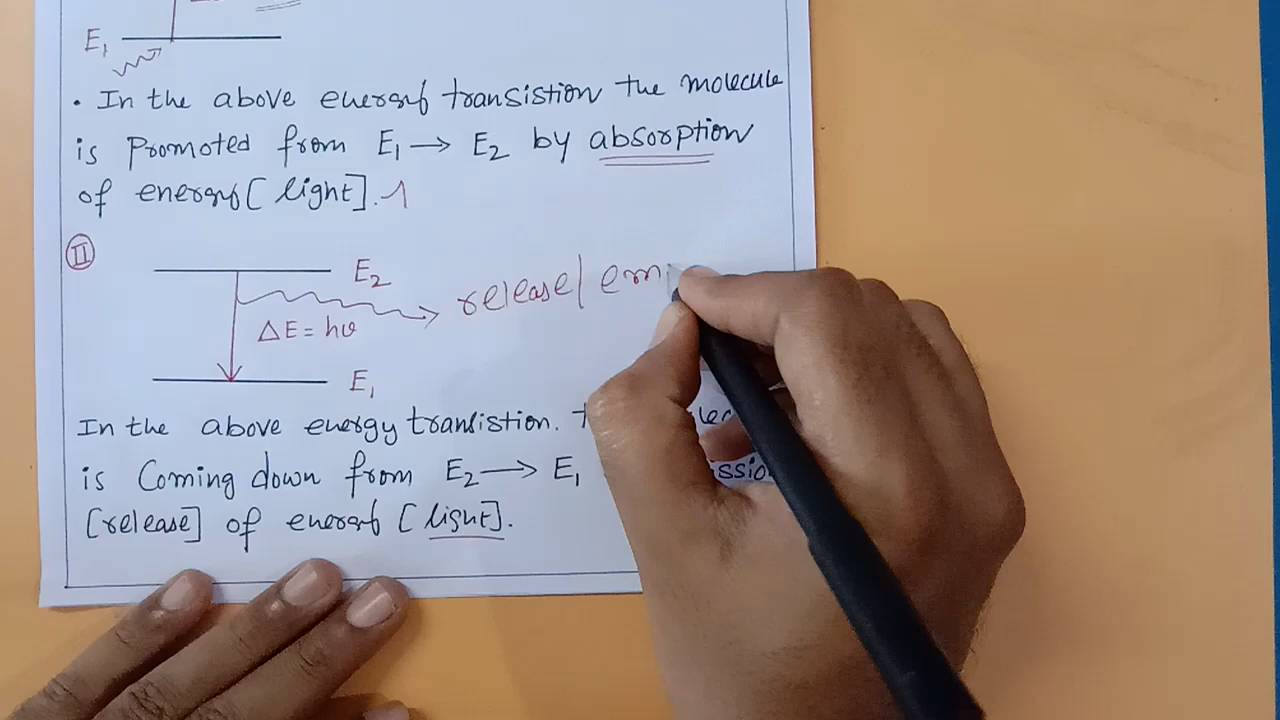 E₁
• In the above energy transistion the molecule
is promoted from E₁ → E₂ by absorption
of energy [light].
II
E₂
release/ em
ΔE = hυ
E₁
In the above energy tranſistion.
is Coming down from E₂ → E₁ ission
[release] of energy [light].